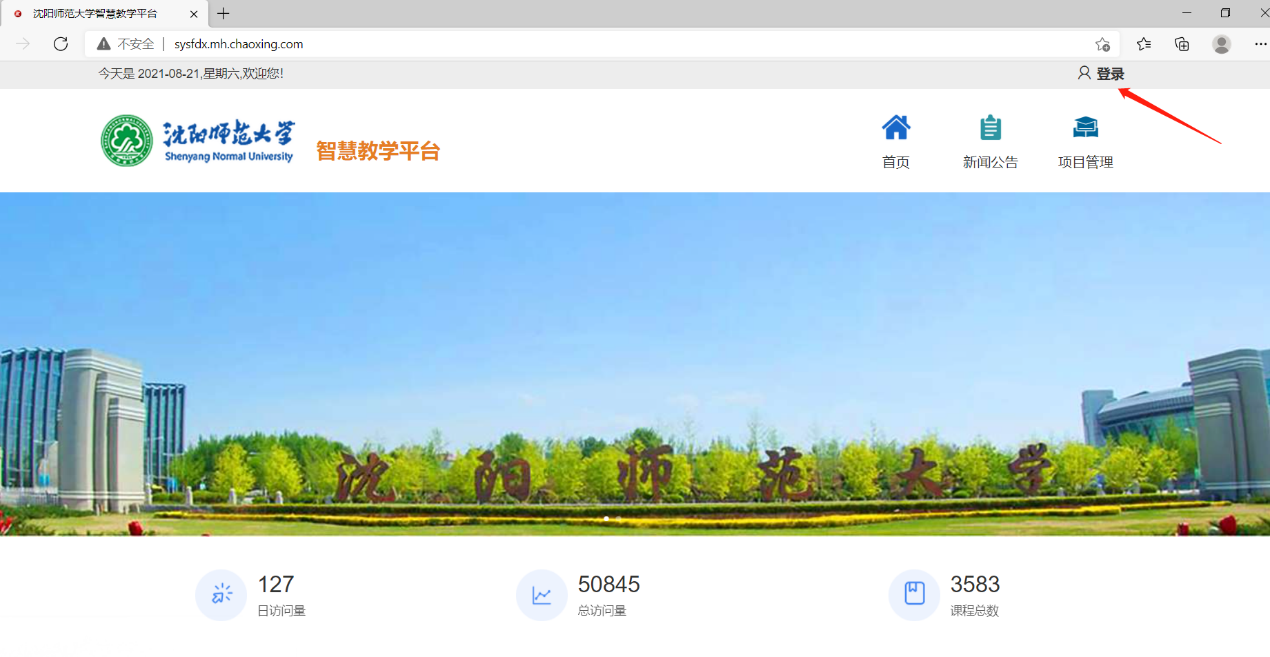 沈阳师范大学智慧教学平台
不安全 sysfdx.mh.chaoxing.com
今天是 2021-08-21,星期六,欢迎您!
登录
沈阳师范大学
Shenyang Normal University
智慧教学平台
首页
新闻公告
项目管理
沈阳师范大学
127
日访问量
50845
总访问量
3583
课程总数